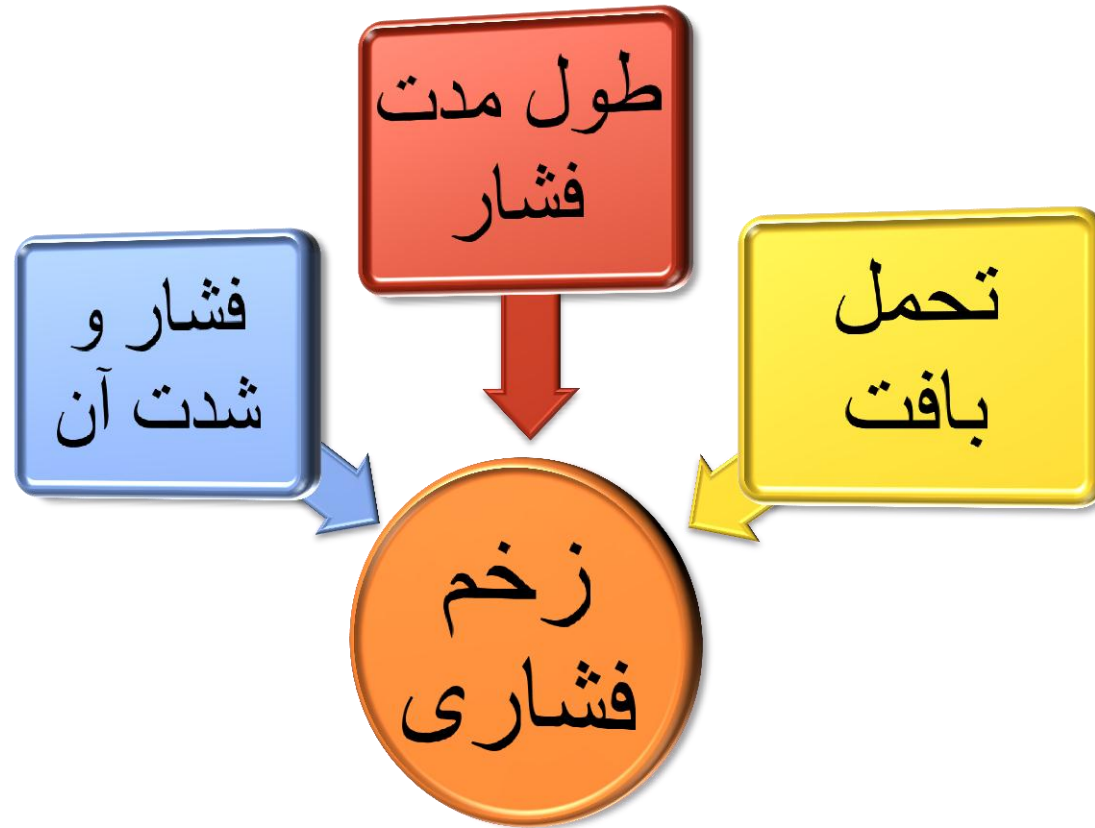 طول مدت
فشار
تحمل
بافت
فشار و
شدت آن
زخم
فشاری